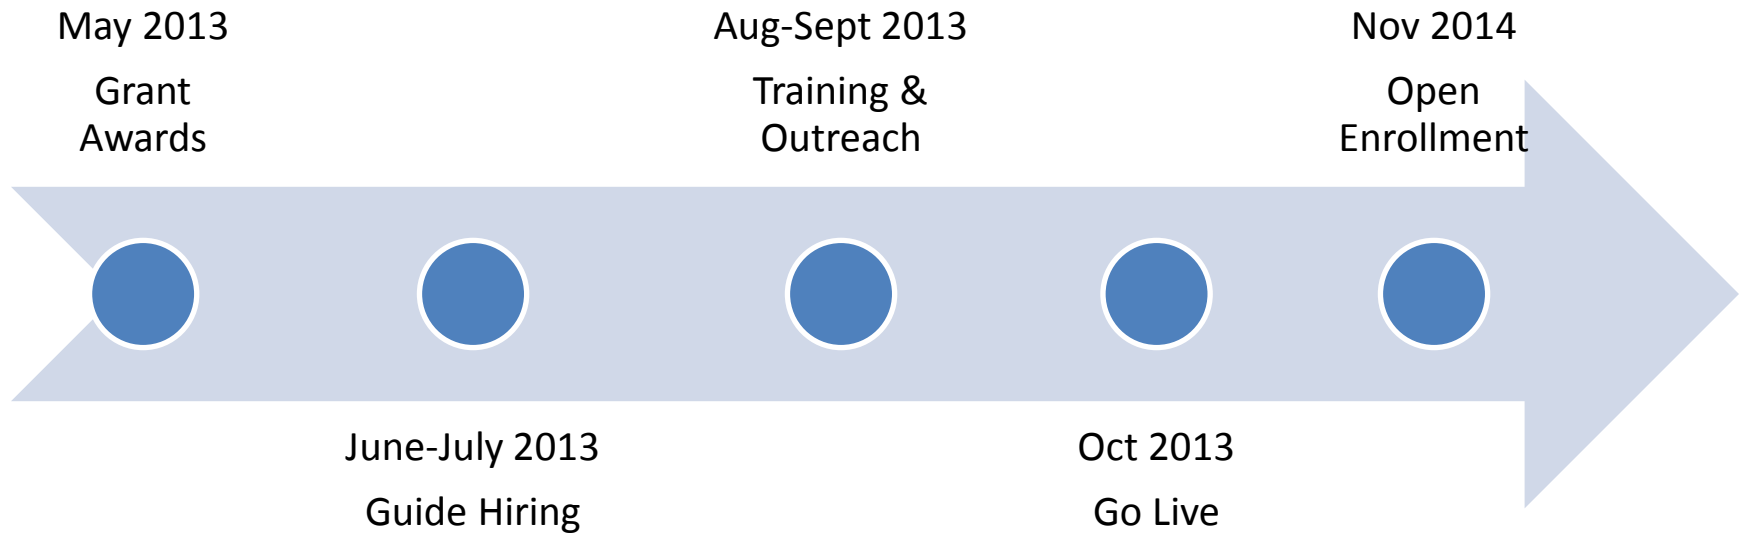 May 2013
Grant
Awards
June-July 2013
Guide Hiring
Aug-Sept 2013
Training &
Outreach
Oct 2013
Go Live
Nov 2014
Open
Enrollment